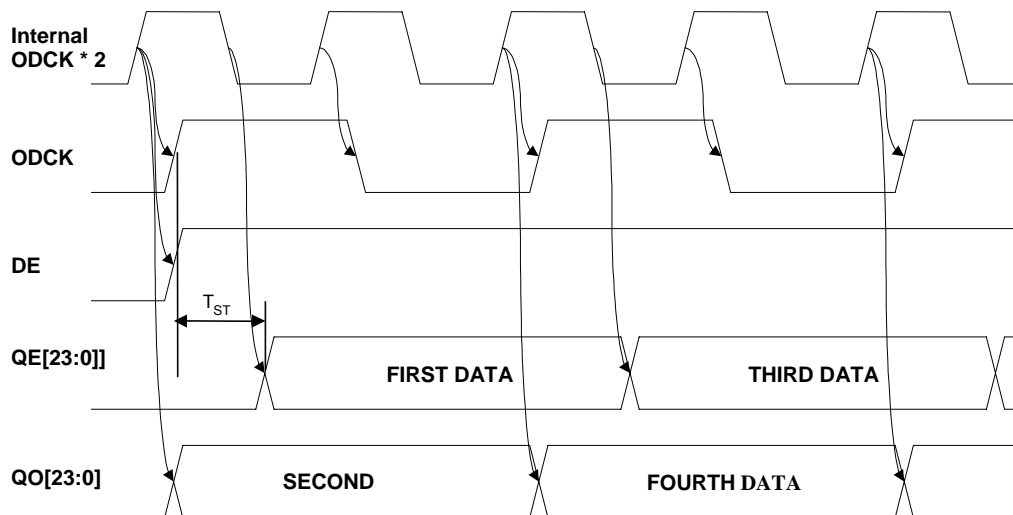 Internal
ODCK * 2
ODCK
DE
T_ST
QE[23:0]]
FIRST DATA
THIRD DATA
QO[23:0]
SECOND
FOURTH DATA